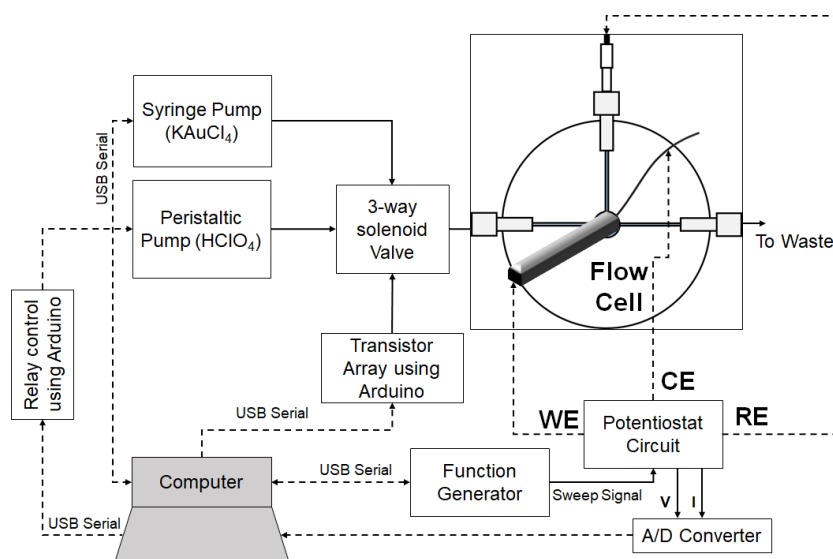 Syringe Pump
(KAuCl₄)
USB Serial
Peristaltic
Pump (HClO₄)
3-way
solenoid
Valve
To Waste
Flow
Cell
Relay control
using Arduino
Transistor
Array using
Arduino
CE
WE
RE
USB Serial
Potentiostat
Circuit
Computer
USB Serial
Function
Generator
Sweep Signal
V
I
USB Serial
A/D Converter